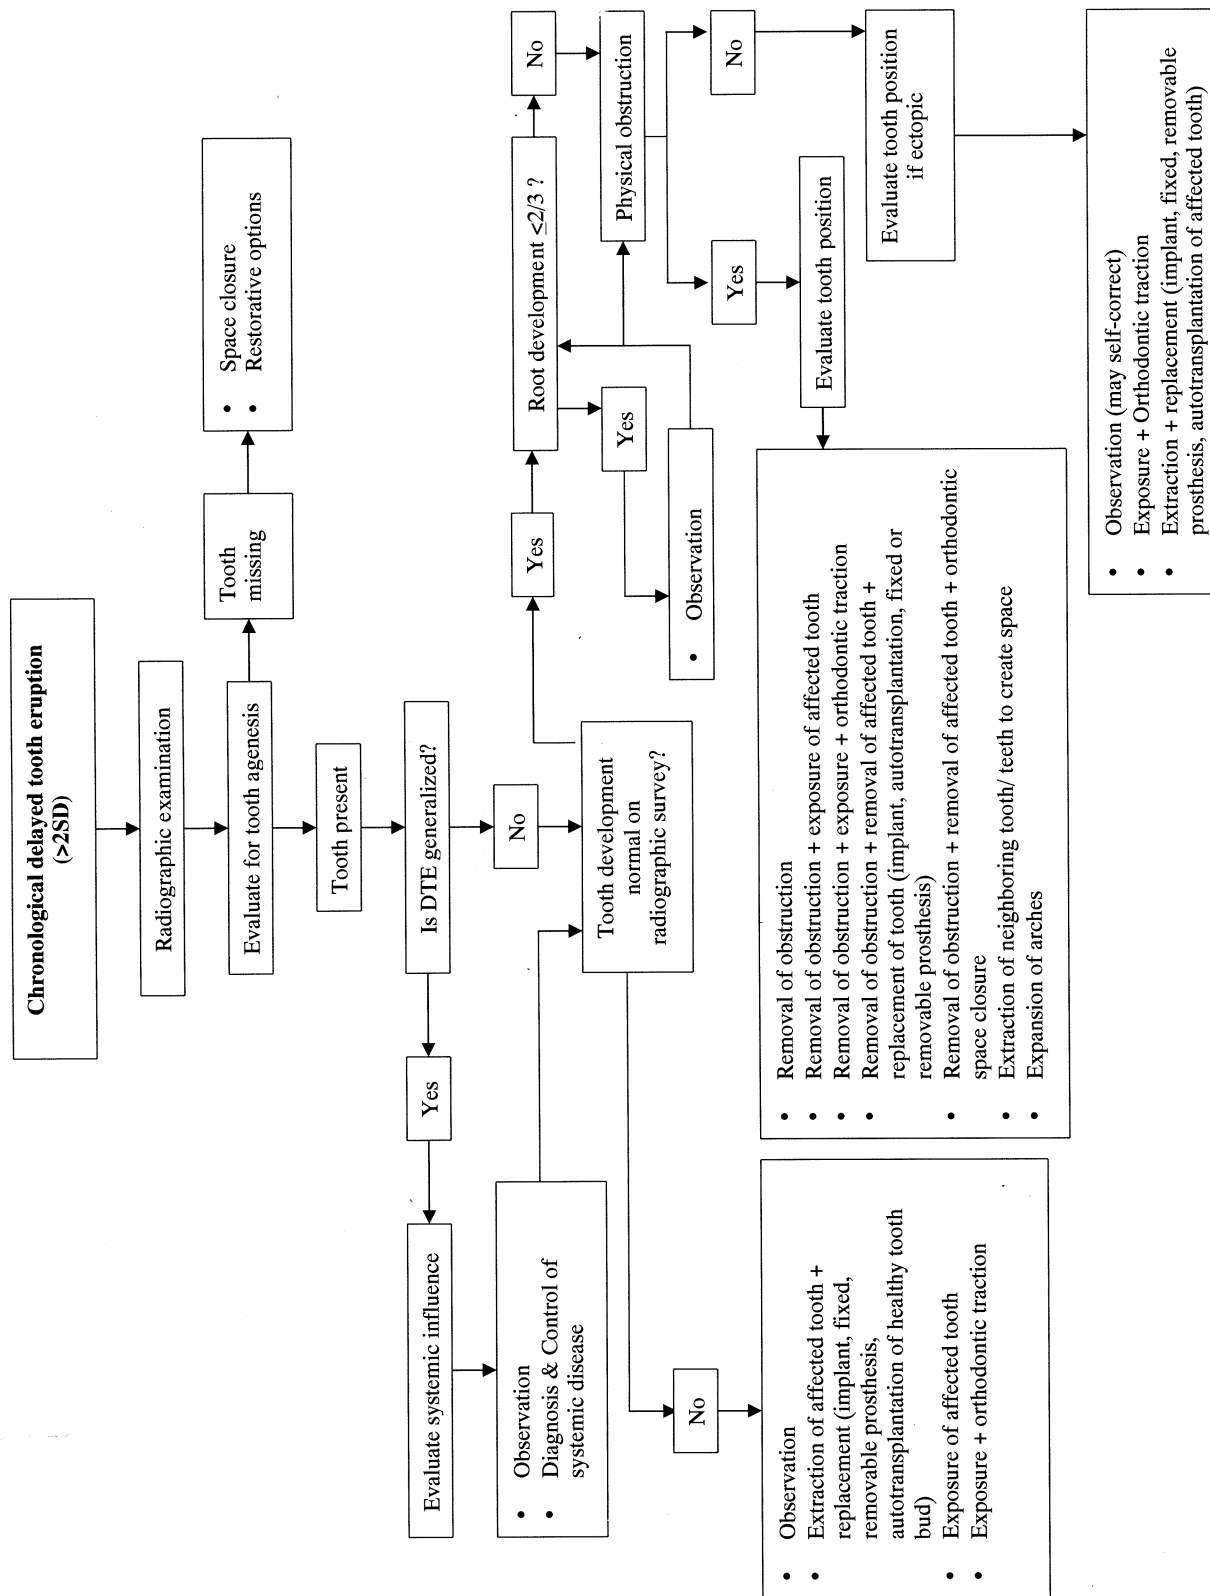 Chronological delayed tooth eruption
(>2SD)
Radiographic examination
Evaluate for tooth agenesis
Tooth
missing
• Space closure
• Restorative options
Tooth present
Is DTE generalized?
Yes
No
Evaluate systemic influence
• Observation
• Diagnosis & Control of
systemic disease
Tooth development
normal on
radiographic survey?
Yes
Root development <2/3 ?
No
Yes
• Observation
Physical obstruction
Yes
No
Evaluate tooth position
Evaluate tooth position
if ectopic
No
• Observation
• Extraction of affected tooth +
replacement (implant, fixed,
removable prosthesis,
autotransplantation of healthy tooth
bud)
• Exposure of affected tooth
• Exposure + orthodontic traction
• Removal of obstruction
• Removal of obstruction + exposure of affected tooth
• Removal of obstruction + exposure + orthodontic traction
• Removal of obstruction + removal of affected tooth +
replacement of tooth (implant, autotransplantation, fixed or
removable prosthesis)
• Removal of obstruction + removal of affected tooth + orthodontic
space closure
• Extraction of neighboring tooth/ teeth to create space
• Expansion of arches
• Observation (may self-correct)
• Exposure + Orthodontic traction
• Extraction + replacement (implant, fixed, removable
prosthesis, autotransplantation of affected tooth)